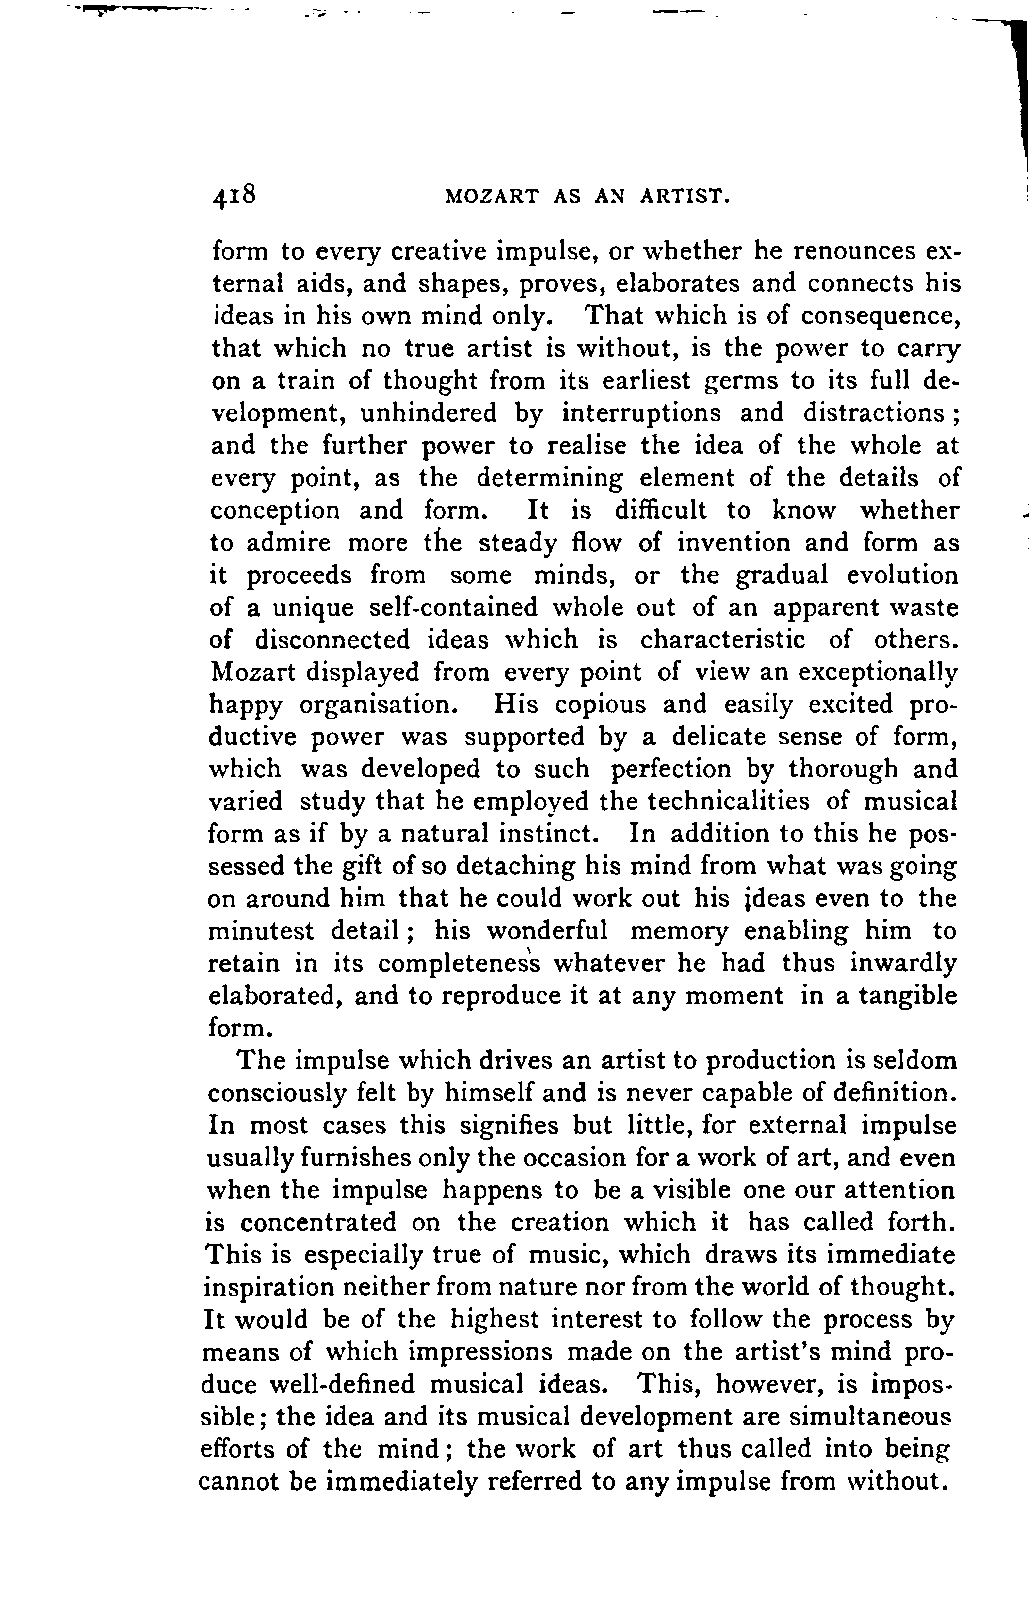 418 MOZART AS AN ARTIST.
form to every creative impulse, or whether he renounces ex-
ternal aids, and shapes, proves, elaborates and connects his
ideas in his own mind only. That which is of consequence,
that which no true artist is without, is the power to carry
on a train of thought from its earliest germs to its full de-
velopment, unhindered by interruptions and distractions ;
and the further power to realise the idea of the whole at
every point, as the determining element of the details of
conception and form. It is difficult to know whether
to admire more the steady flow of invention and form as
it proceeds from some minds, or the gradual evolution
of a unique self-contained whole out of an apparent waste
of disconnected ideas which is characteristic of others.
Mozart displayed from every point of view an exceptionally
happy organisation. His copious and easily excited pro-
ductive power was supported by a delicate sense of form,
which was developed to such perfection by thorough and
varied study that he employed the technicalities of musical
form as if by a natural instinct. In addition to this he pos-
sessed the gift of so detaching his mind from what was going
on around him that he could work out his ideas even to the
minutest detail ; his wonderful memory enabling him to
retain in its completeness whatever he had thus inwardly
elaborated, and to reproduce it at any moment in a tangible
form.
The impulse which drives an artist to production is seldom
consciously felt by himself and is never capable of definition.
In most cases this signifies but little, for external impulse
usually furnishes only the occasion for a work of art, and even
when the impulse happens to be a visible one our attention
is concentrated on the creation which it has called forth.
This is especially true of music, which draws its immediate
inspiration neither from nature nor from the world of thought.
It would be of the highest interest to follow the process by
means of which impressions made on the artist's mind pro-
duce well-defined musical ideas. This, however, is impos-
sible ; the idea and its musical development are simultaneous
efforts of the mind ; the work of art thus called into being
cannot be immediately referred to any impulse from without.